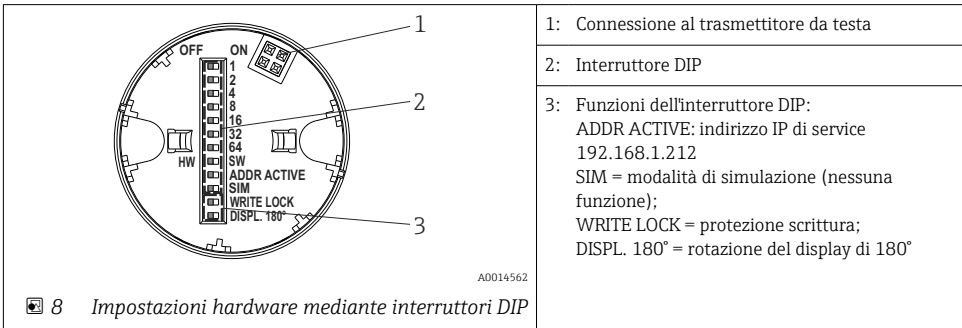 1
OFF ON
1
2
4
8
16
32
64
HW SW
ADDR ACTIVE
SIM
WRITE LOCK
DISPL. 180°
2
3
A0014562
8 Impostazioni hardware mediante interruttori DIP
1: Connessione al trasmettitore da testa
2: Interruttore DIP
3: Funzioni dell'interruttore DIP:
ADDR ACTIVE: indirizzo IP di service
192.168.1.212
SIM = modalità di simulazione (nessuna
funzione);
WRITE LOCK = protezione scrittura;
DISPL. 180° = rotazione del display di 180°